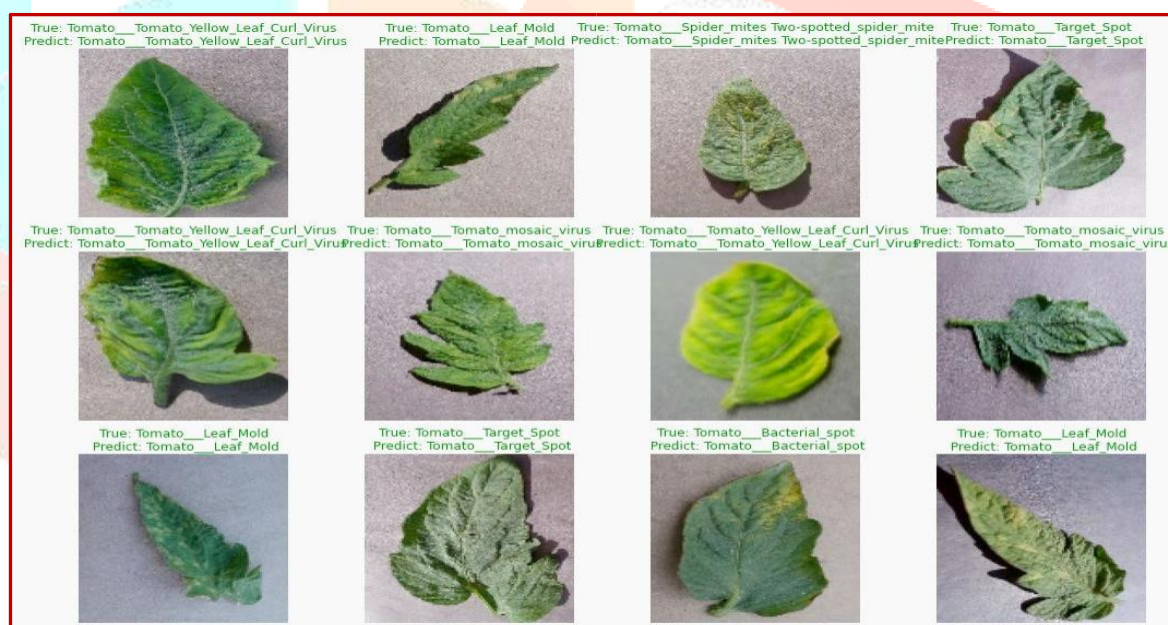 True: Tomato___Tomato_Yellow_Leaf_Curl_Virus
Predict: Tomato___Tomato_Yellow_Leaf_Curl_Virus
True: Tomato___Leaf_Mold
Predict: Tomato___Leaf_Mold
True: Tomato___Spider_mites Two-spotted_spider_mite
Predict: Tomato___Spider_mites Two-spotted_spider_mite
True: Tomato___Target_Spot
Predict: Tomato___Target_Spot
True: Tomato___Tomato_Yellow_Leaf_Curl_Virus
Predict: Tomato___Tomato_Yellow_Leaf_Curl_Virus
True: Tomato___Tomato_mosaic_virus
Predict: Tomato___Tomato_mosaic_virus
True: Tomato___Tomato_Yellow_Leaf_Curl_Virus
Predict: Tomato___Tomato_Yellow_Leaf_Curl_Virus
True: Tomato___Tomato_mosaic_virus
Predict: Tomato___Tomato_mosaic_virus
True: Tomato___Leaf_Mold
Predict: Tomato___Leaf_Mold
True: Tomato___Target_Spot
Predict: Tomato___Target_Spot
True: Tomato___Bacterial_spot
Predict: Tomato___Bacterial_spot
True: Tomato___Leaf_Mold
Predict: Tomato___Leaf_Mold